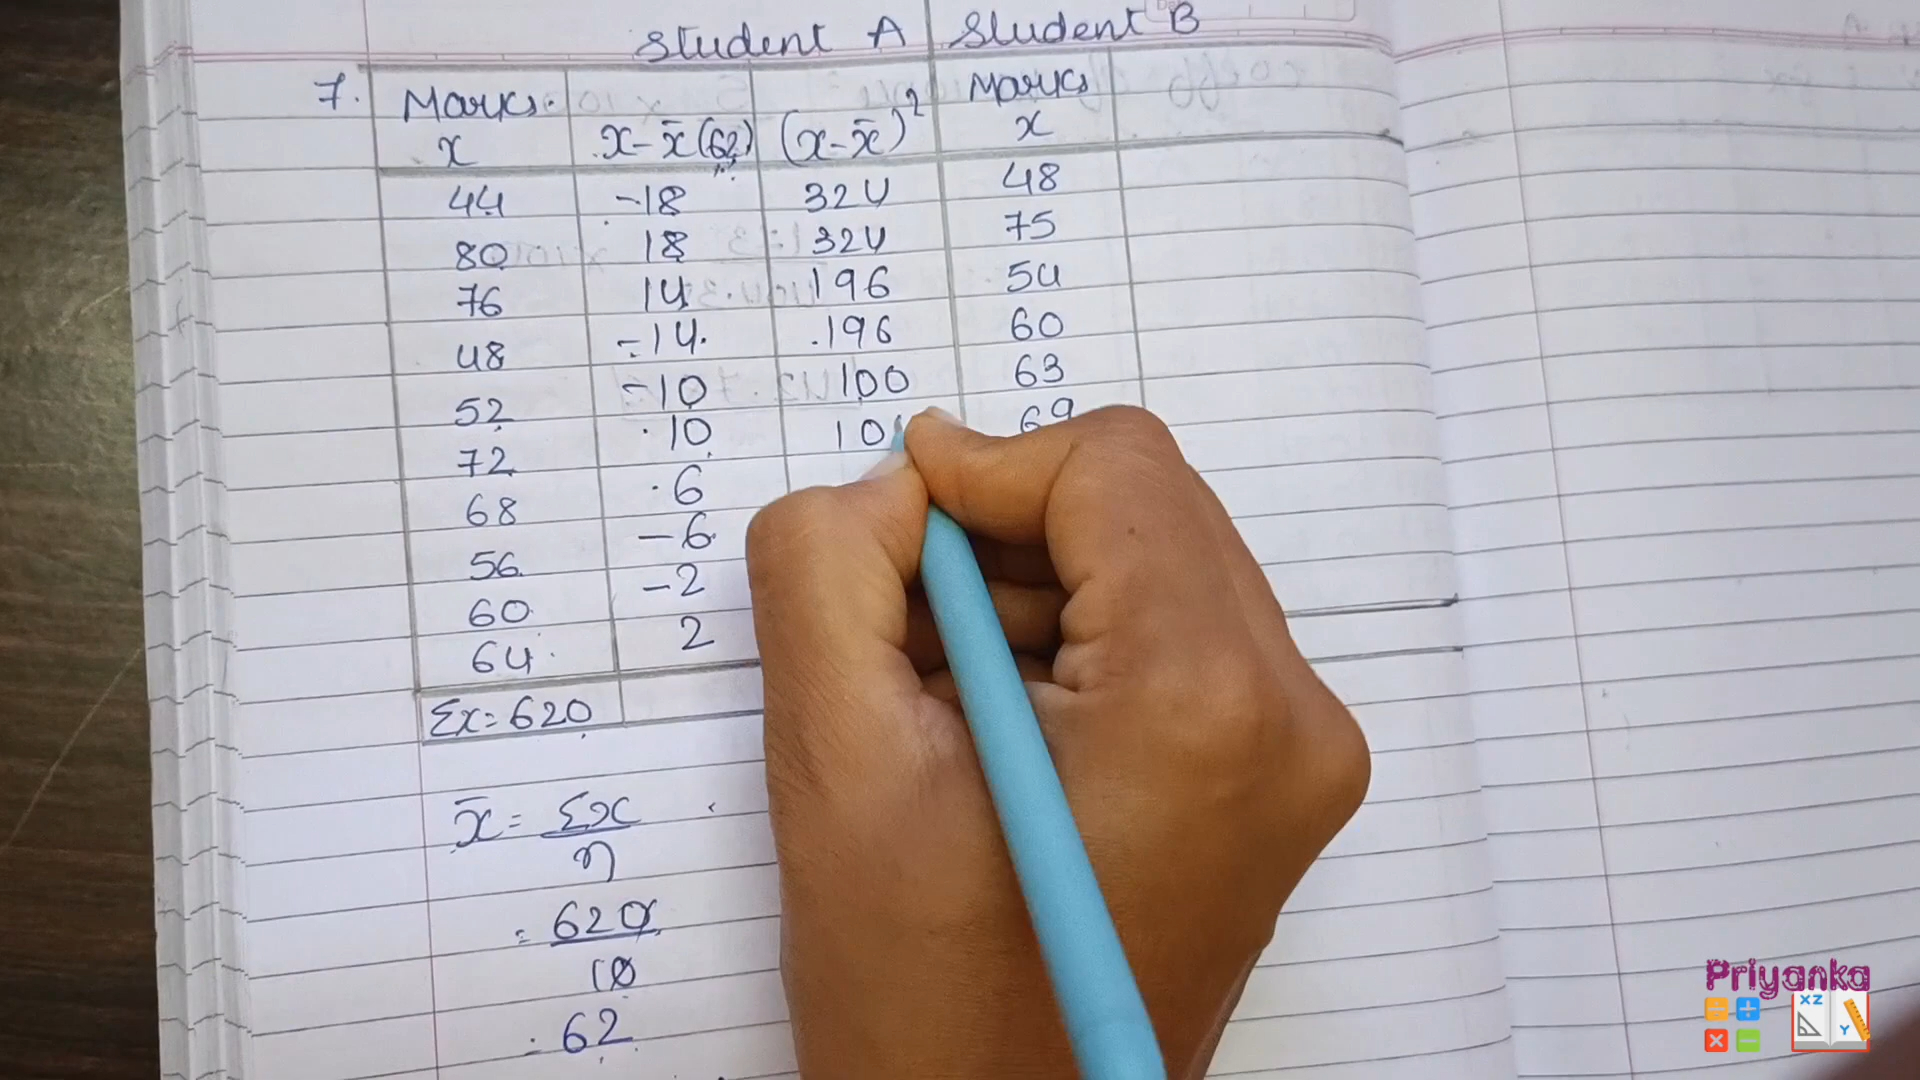 Student A Student B
7. Marks x x - x̄ (62) (x - x̄)² Marks x
44 -18 324 48
80 18 324 75
76 14 196 54
48 -14 196 60
52 -10 100 63
72 10 10 69
68 6
56 -6
60 -2
64 2
Σx = 620
x̄ = Σx
n
= 620
10
= 62
Priyanka
XZ
Y